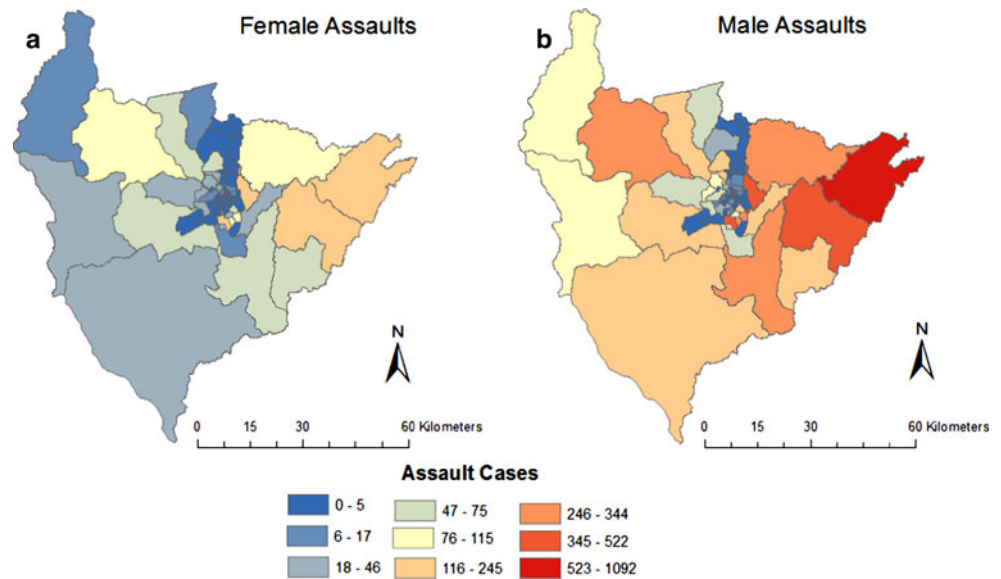 a Female Assaults
b Male Assaults
N
N
0 15 30 60 Kilometers
0 15 30 60 Kilometers
Assault Cases
0 - 5
47 - 75
246 - 344
6 - 17
76 - 115
345 - 522
18 - 46
116 - 245
523 - 1092